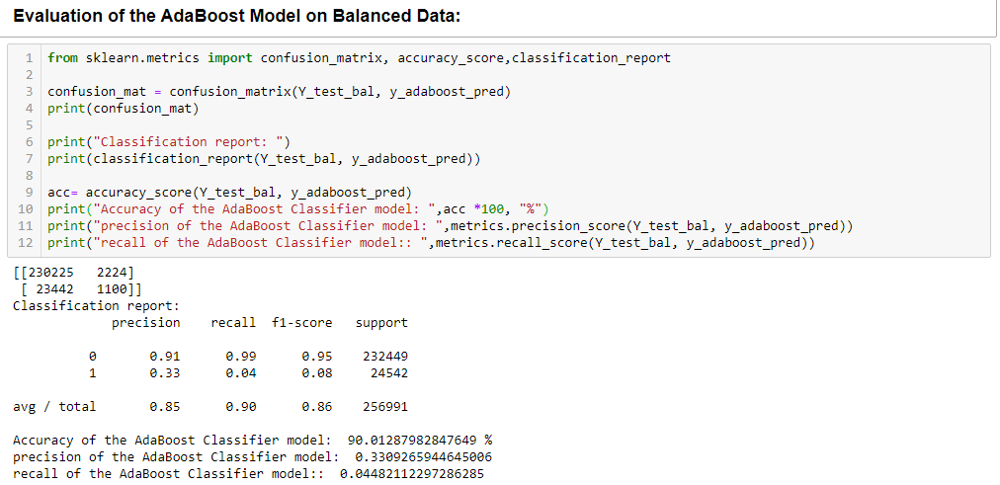 Evaluation of the AdaBoost Model on Balanced Data:
1 from sklearn.metrics import confusion_matrix, accuracy_score,classification_report
2
3 confusion_mat = confusion_matrix(Y_test_bal, y_adaboost_pred)
4 print(confusion_mat)
5
6 print("Classification report: ")
7 print(classification_report(Y_test_bal, y_adaboost_pred))
8
9 acc= accuracy_score(Y_test_bal, y_adaboost_pred)
10 print("Accuracy of the AdaBoost Classifier model: ",acc *100, "%")
11 print("precision of the AdaBoost Classifier model: ",metrics.precision_score(Y_test_bal, y_adaboost_pred))
12 print("recall of the AdaBoost Classifier model:: ",metrics.recall_score(Y_test_bal, y_adaboost_pred))
[[230225   2224]
 [ 23442   1100]]
Classification report:
             precision    recall  f1-score   support
          0       0.91      0.99      0.95    232449
          1       0.33      0.04      0.08     24542
avg / total       0.85      0.90      0.86    256991
Accuracy of the AdaBoost Classifier model:  90.01287982847649 %
precision of the AdaBoost Classifier model:  0.3309265944645006
recall of the AdaBoost Classifier model::  0.04482112297286285